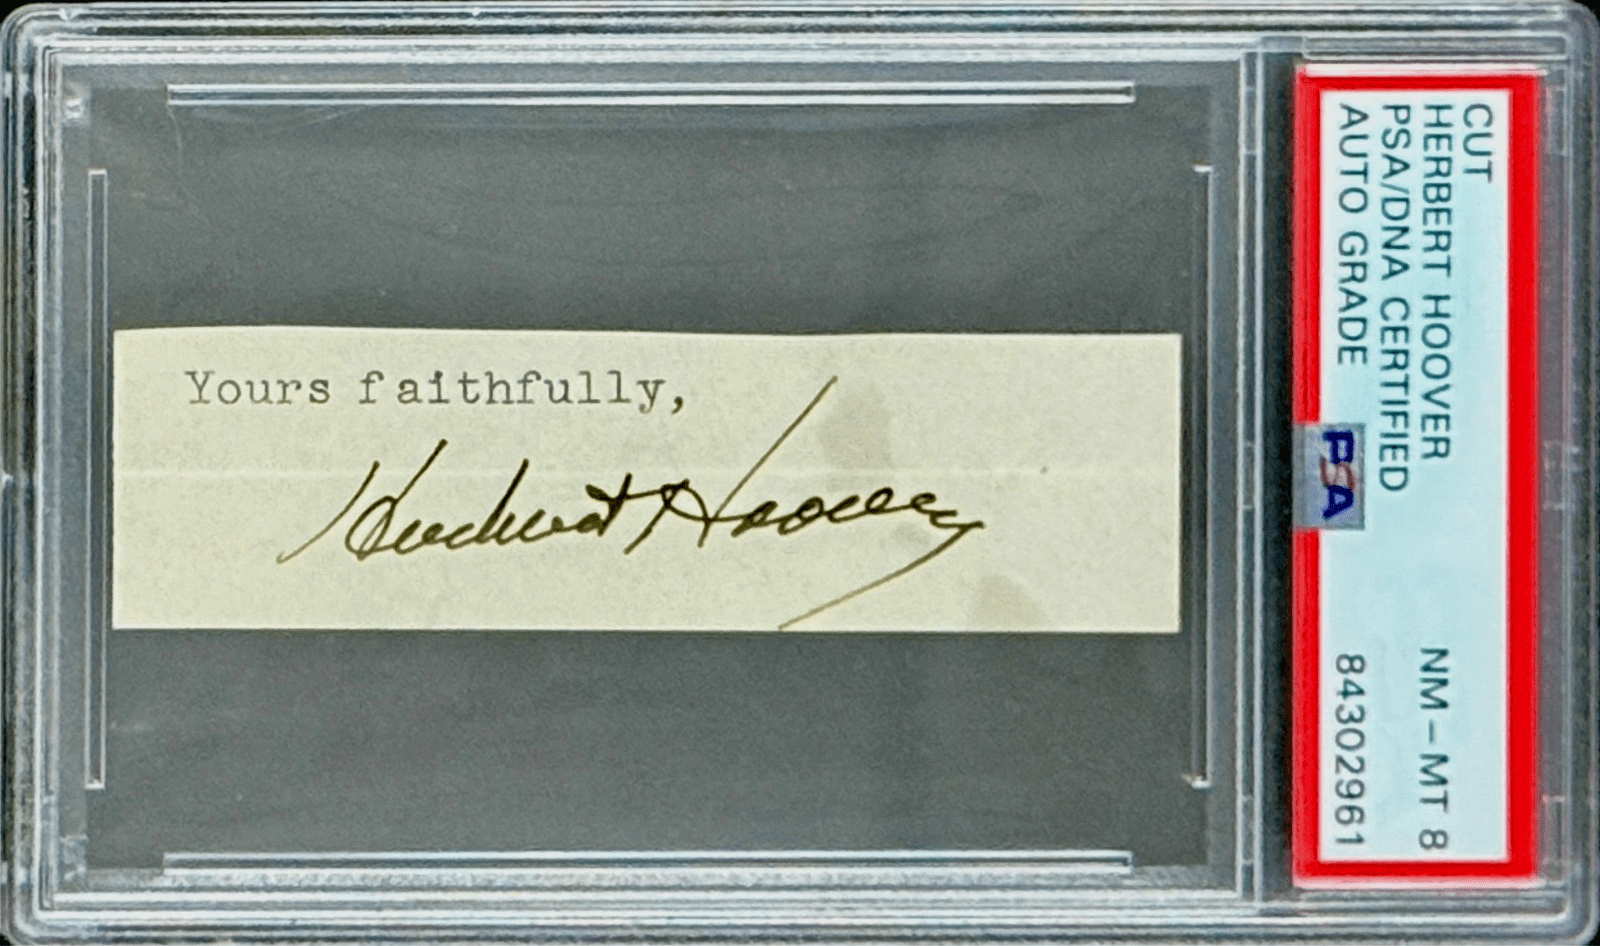 Yours faithfully,
Herbert Hoover
CUT
HERBERT HOOVER NM-MT 8
PSA/DNA CERTIFIED
AUTO GRADE 84302961
PSA